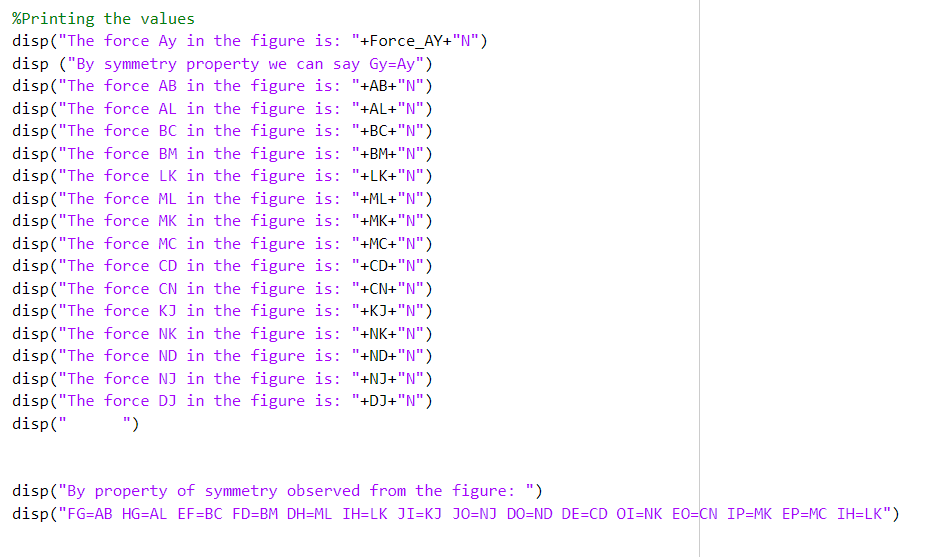 %Printing the values
disp("The force Ay in the figure is: "+Force_AY+"N")
disp ("By symmetry property we can say Gy=Ay")
disp("The force AB in the figure is: "+AB+"N")
disp("The force AL in the figure is: "+AL+"N")
disp("The force BC in the figure is: "+BC+"N")
disp("The force BM in the figure is: "+BM+"N")
disp("The force LK in the figure is: "+LK+"N")
disp("The force ML in the figure is: "+ML+"N")
disp("The force MK in the figure is: "+MK+"N")
disp("The force MC in the figure is: "+MC+"N")
disp("The force CD in the figure is: "+CD+"N")
disp("The force CN in the figure is: "+CN+"N")
disp("The force KJ in the figure is: "+KJ+"N")
disp("The force NK in the figure is: "+NK+"N")
disp("The force ND in the figure is: "+ND+"N")
disp("The force NJ in the figure is: "+NJ+"N")
disp("The force DJ in the figure is: "+DJ+"N")
disp("      ")
disp("By property of symmetry observed from the figure: ")
disp("FG=AB HG=AL EF=BC FD=BM DH=ML IH=LK JI=KJ JO=NJ DO=ND DE=CD OI=NK EO=CN IP=MK EP=MC IH=LK")